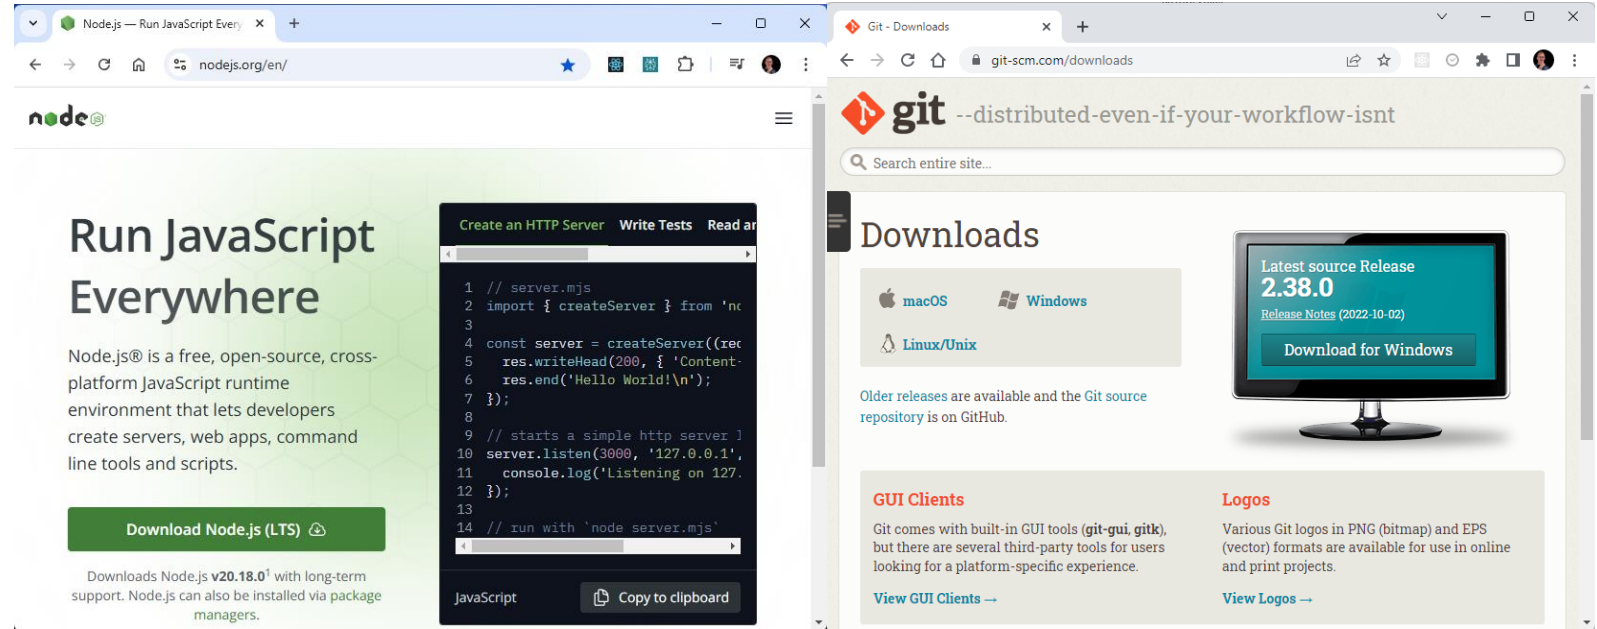 Node.js — Run JavaScript Every
nodejs.org/en/
node
Run JavaScript
Everywhere
Node.js® is a free, open-source, cross-
platform JavaScript runtime
environment that lets developers
create servers, web apps, command
line tools and scripts.
Download Node.js (LTS)
Downloads Node.js v20.18.0¹ with long-term
support. Node.js can also be installed via package
managers.
Create an HTTP Server Write Tests Read an
1 // server.mjs
2 import { createServer } from 'no
3
4 const server = createServer((req
5 res.writeHead(200, { 'Content-
6 res.end('Hello World!\n');
7 });
8
9 // starts a simple http server l
10 server.listen(3000, '127.0.0.1',
11 console.log('Listening on 127.
12 });
13
14 // run with `node server.mjs`
JavaScript
Copy to clipboard
Git - Downloads
git-scm.com/downloads
git --distributed-even-if-your-workflow-isnt
Search entire site...
Downloads
macOS Windows
Linux/Unix
Older releases are available and the Git source
repository is on GitHub.
Latest source Release
2.38.0
Release Notes (2022-10-02)
Download for Windows
GUI Clients
Git comes with built-in GUI tools (git-gui, gitk),
but there are several third-party tools for users
looking for a platform-specific experience.
View GUI Clients →
Logos
Various Git logos in PNG (bitmap) and EPS
(vector) formats are available for use in online
and print projects.
View Logos →